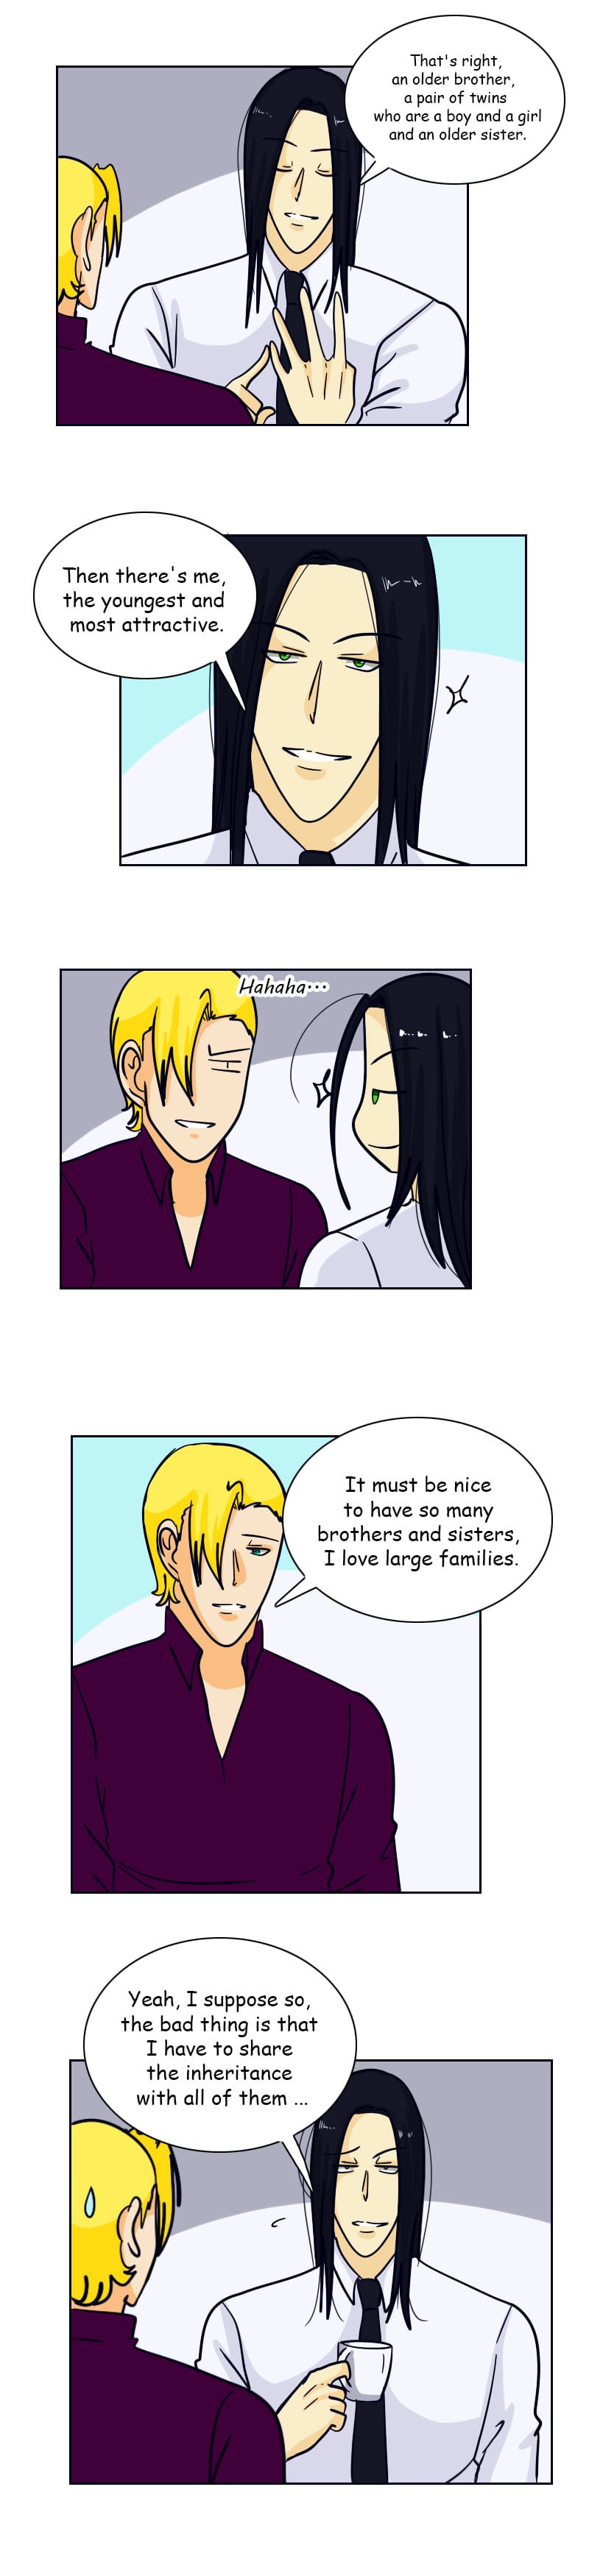 That's right,
an older brother,
a pair of twins
who are a boy and a girl
and an older sister.
Then there's me,
the youngest and
most attractive.
Hahaha...
It must be nice
to have so many
brothers and sisters,
I love large families.
Yeah, I suppose so,
the bad thing is that
I have to share
the inheritance
with all of them ...